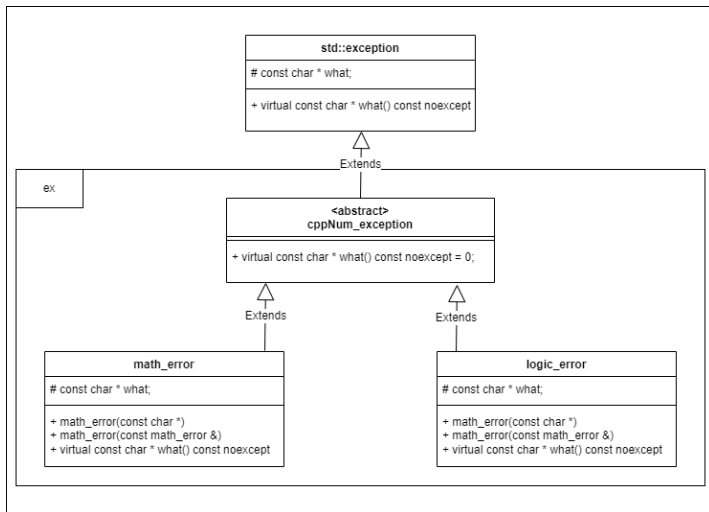 std::exception
# const char * what;
+ virtual const char * what() const noexcept
Extends
ex
<abstract>
cppNum_exception
+ virtual const char * what() const noexcept = 0;
Extends
Extends
math_error
# const char * what;
+ math_error(const char *)
+ math_error(const math_error &)
+ virtual const char * what() const noexcept
logic_error
# const char * what;
+ math_error(const char *)
+ math_error(const math_error &)
+ virtual const char * what() const noexcept